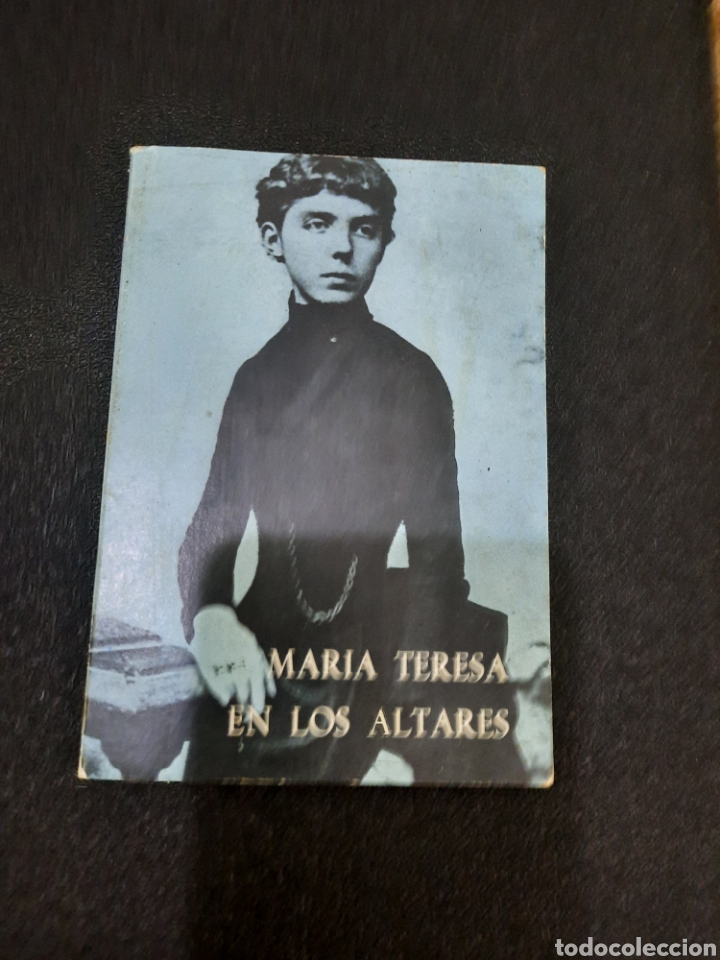 MARIA TERESA
EN LOS ALTARES
todocoleccion